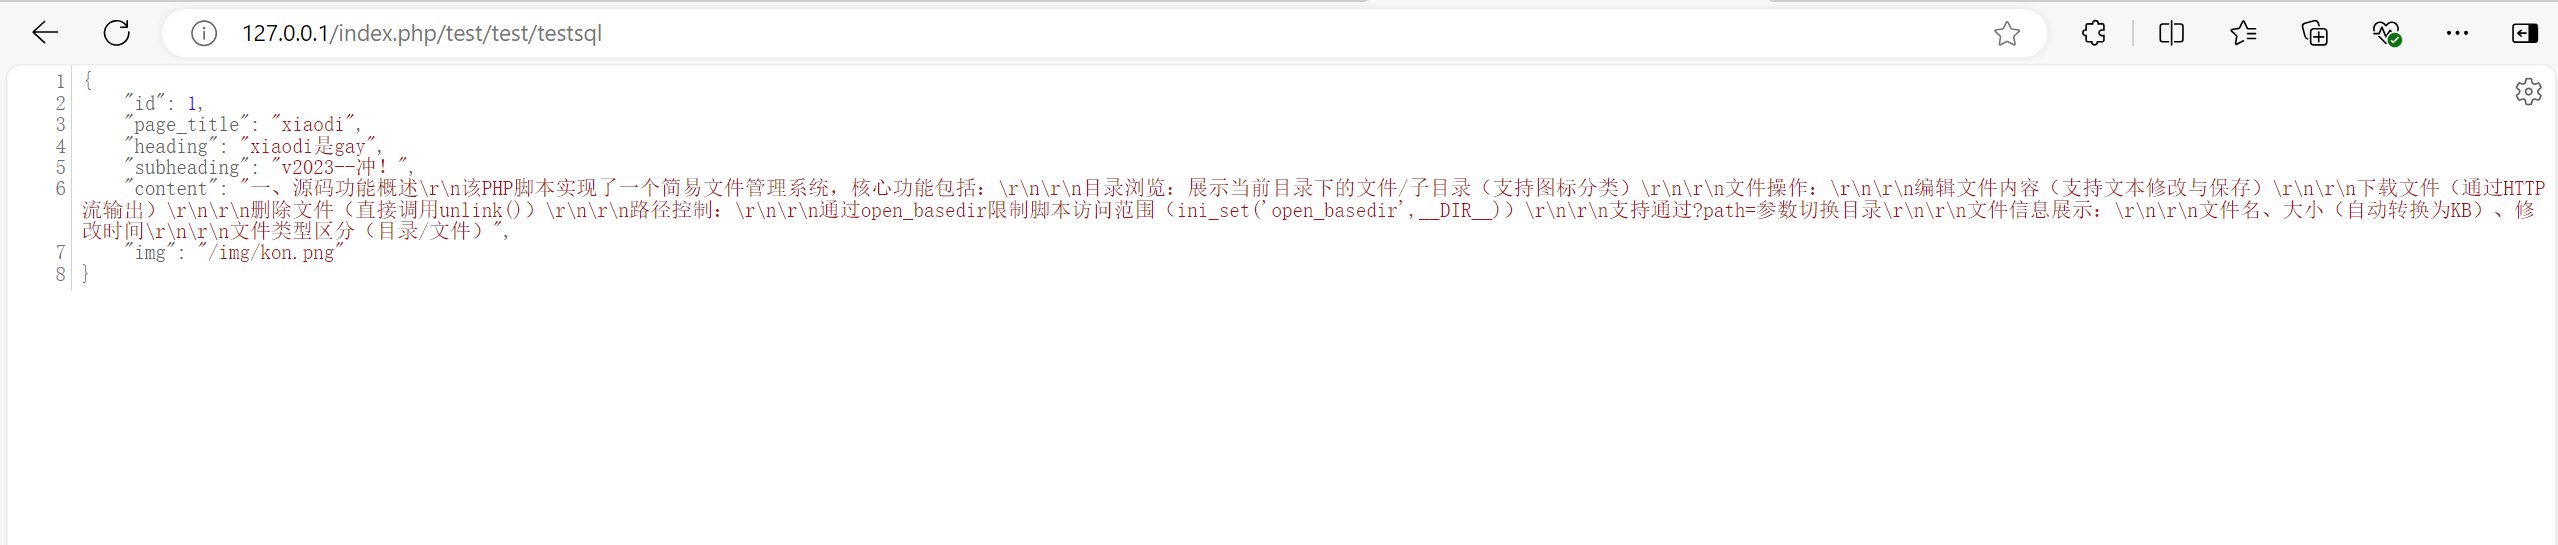 127.0.0.1/index.php/test/test/testsql
1 {
2 "id": 1,
3 "page_title": "xiaodi",
4 "heading": "xiaodi是gay",
5 "subheading": "v2023--冲！",
6 "content": "一、源码功能概述\r\n该PHP脚本实现了一个简易文件管理系统，核心功能包括：\r\n\r\n目录浏览：展示当前目录下的文件/子目录（支持图标分类）\r\n\r\n文件操作：\r\n\r\n编辑文件内容（支持文本修改与保存）\r\n\r\n下载文件（通过HTTP
流输出）\r\n\r\n删除文件（直接调用unlink()）\r\n\r\n路径控制：\r\n\r\n通过open_basedir限制脚本访问范围（ini_set('open_basedir',__DIR__)）\r\n\r\n支持通过?path=参数切换目录\r\n\r\n文件信息展示：\r\n\r\n文件名、大小（自动转换为KB）、修
改时间\r\n\r\n文件类型区分（目录/文件）",
7 "img": "/img/kon.png"
8 }